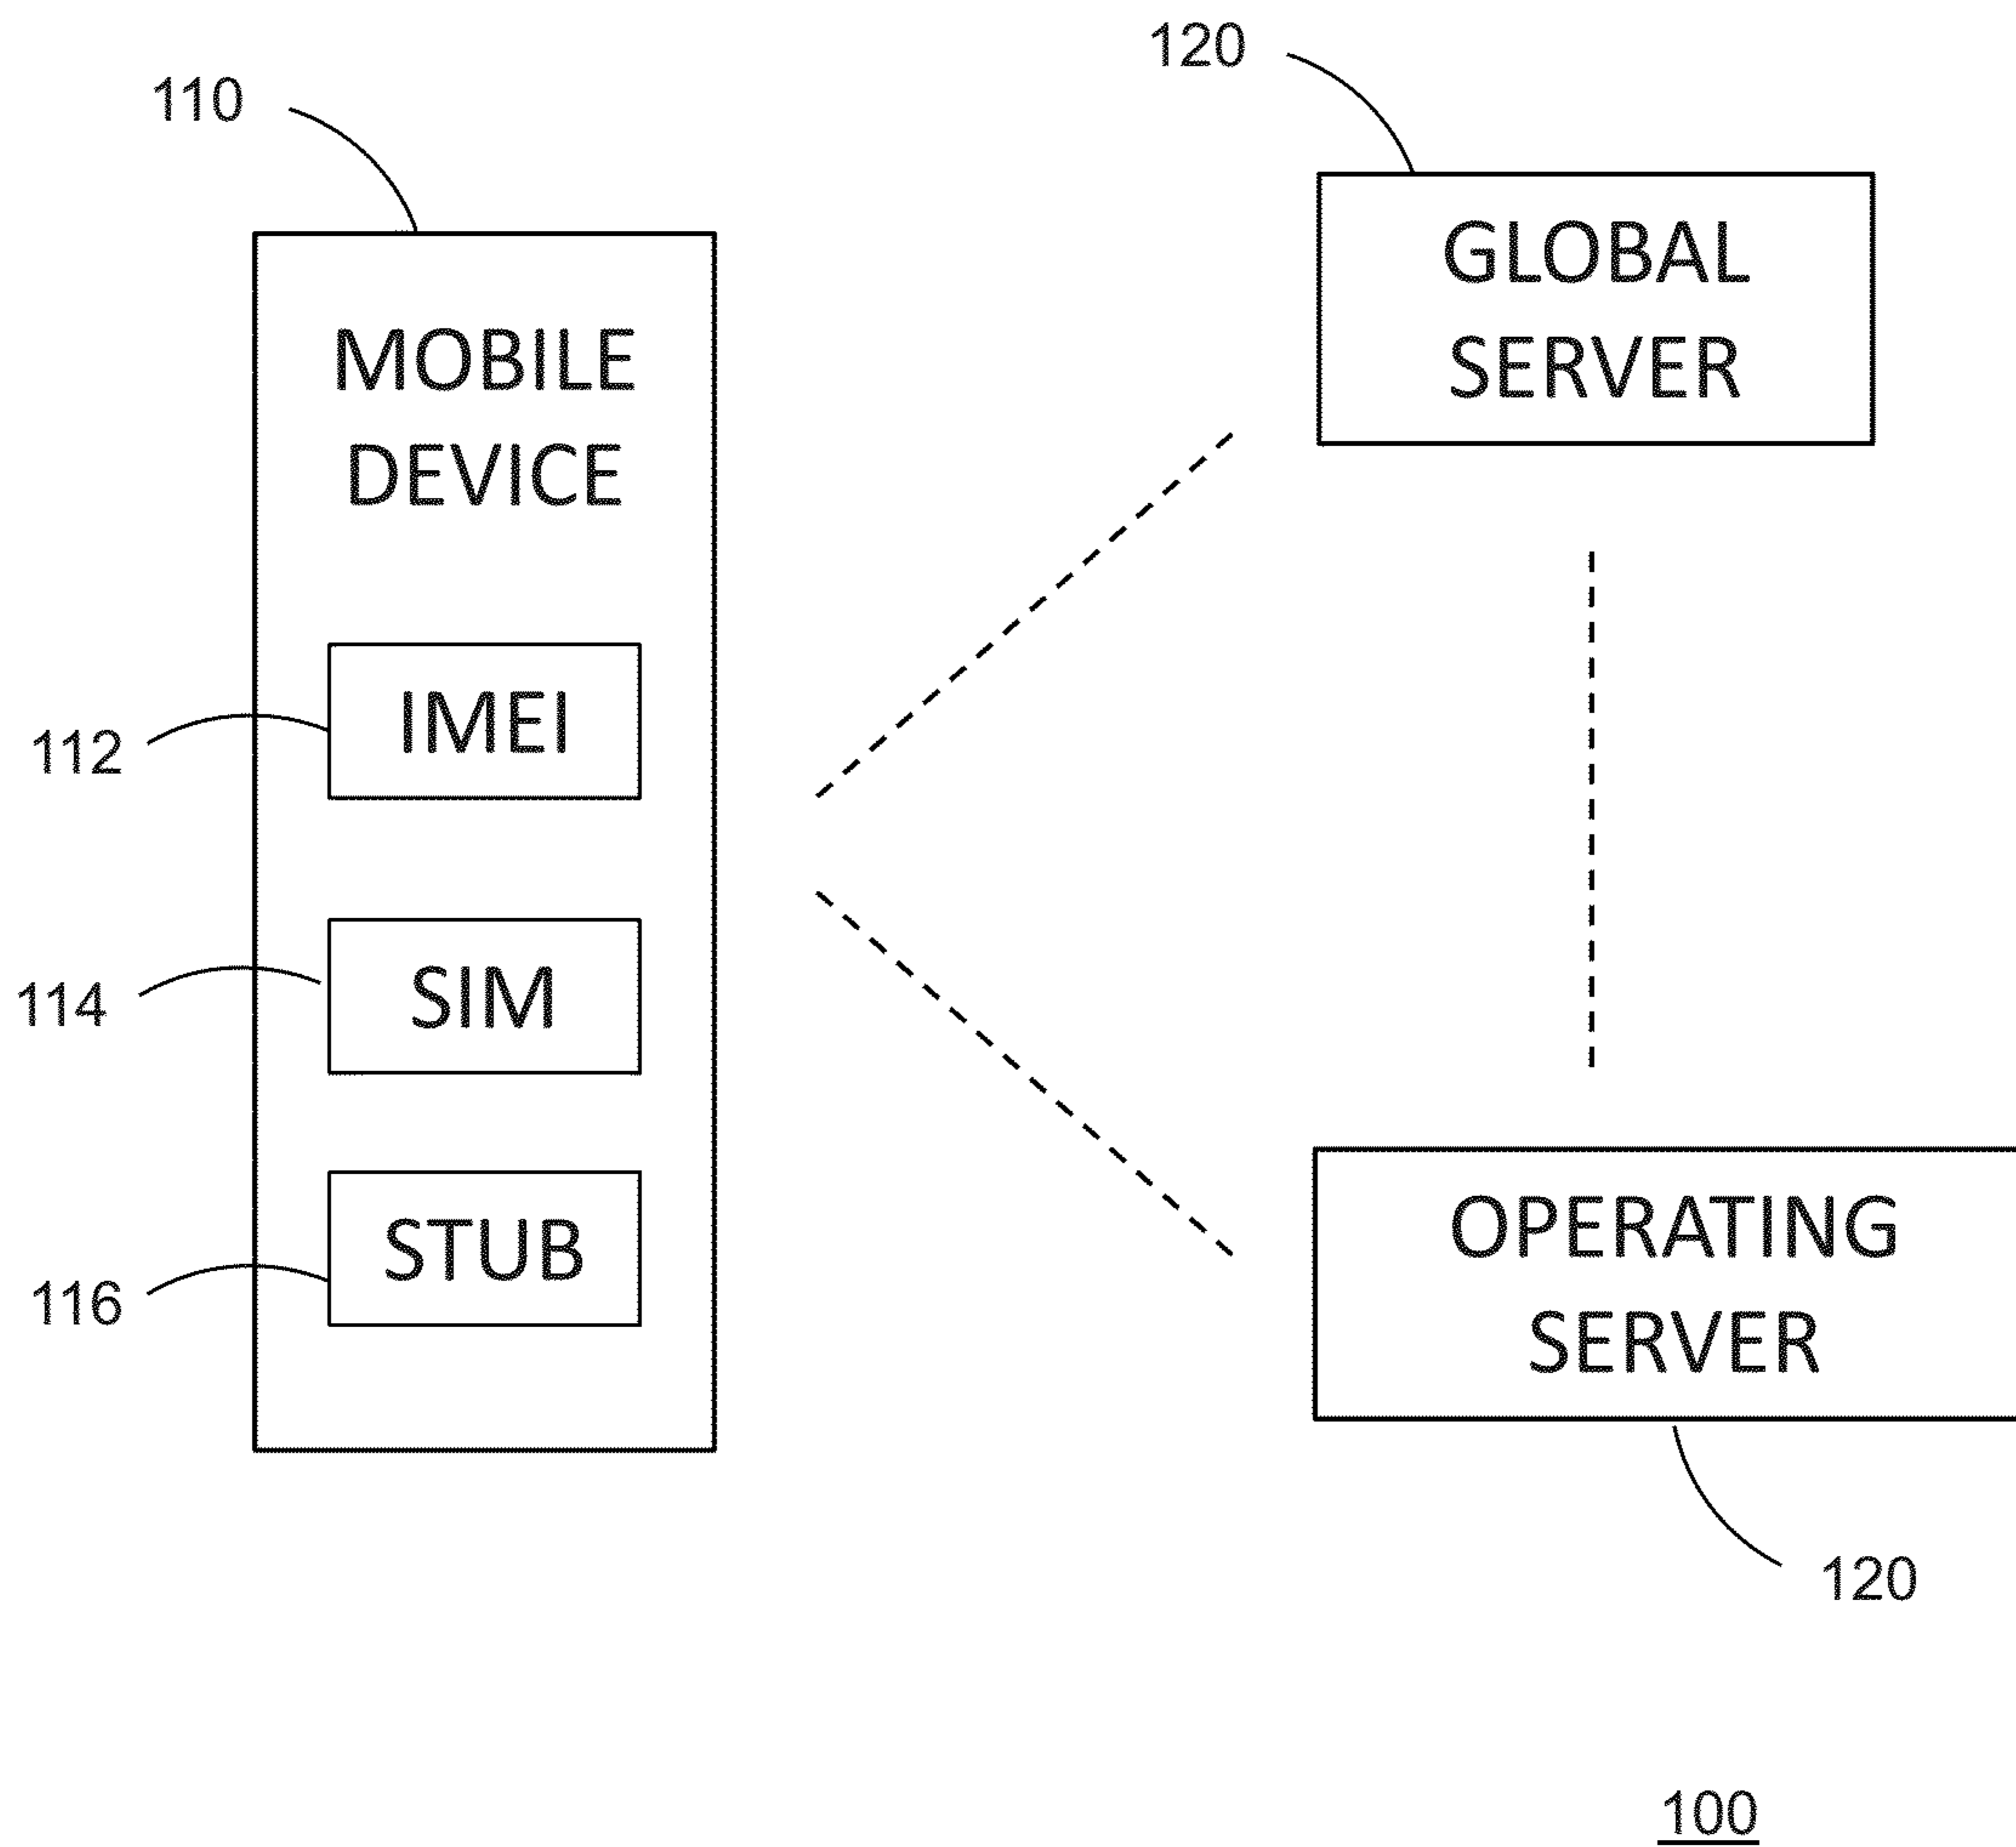 120
110
GLOBAL
SERVER
MOBILE
DEVICE
IMEI
112
SIM
114
STUB
116
OPERATING
SERVER
120
100